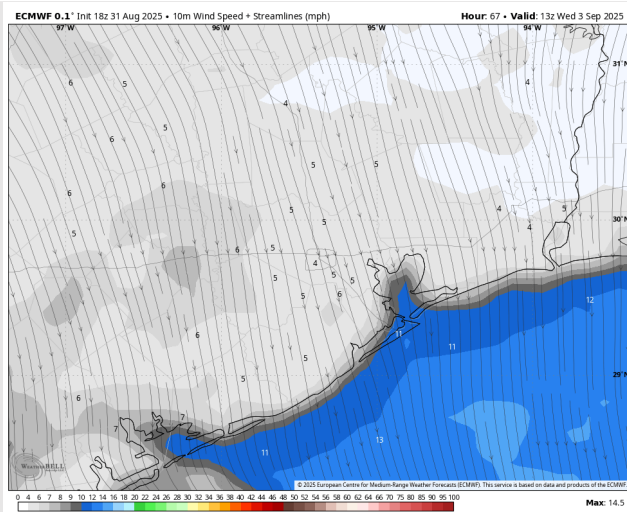 ECMWF 0.1° Init 18z 31 Aug 2025 • 10m Wind Speed + Streamlines (mph)
Hour: 67 • Valid: 13z Wed 3 Sep 2025
97°W 96°W 95°W 94°W
31°N
6 5 4 4
5
6
5 5
6 6
4 5
5
5 4
5
30°N
6 5
4
5 5
5 6
12
6
11
11
5
29°N
5
6
7
7
13
11
WEATHERBELL
© 2025 European Centre for Medium-Range Weather Forecasts (ECMWF). This service is based on data and products of the ECMWF.
0 4 6 7 8 9 10 12 14 16 18 20 22 24 26 28 30 32 34 36 38 40 42 44 46 48 50 52 54 56 58 60 62 64 66 68 70 75 80 85 90 95 100
Max: 14.5